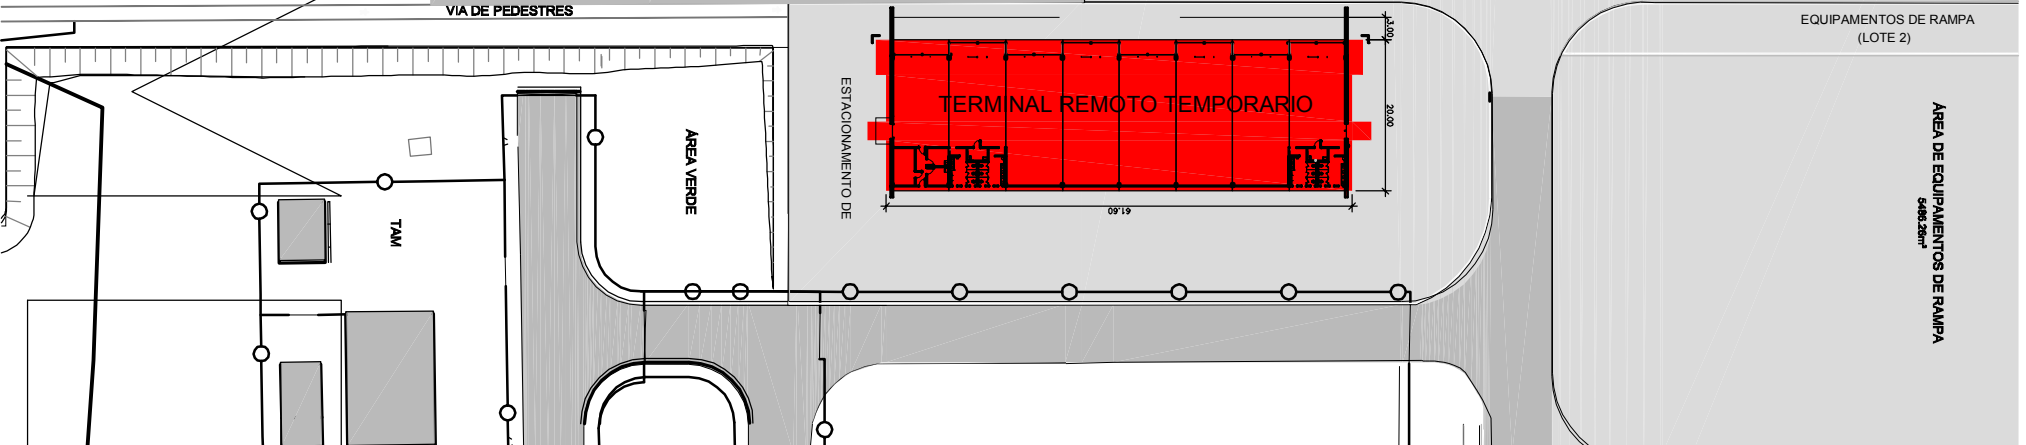 VIA DE PEDESTRES
EQUIPAMENTOS DE RAMPA
(LOTE 2)
3.00
TERMINAL REMOTO TEMPORARIO
20.00
61.60
ESTACIONAMENTO DE
ÁREA VERDE
TAM
ÁREA DE EQUIPAMENTOS DE RAMPA
5486.26m²